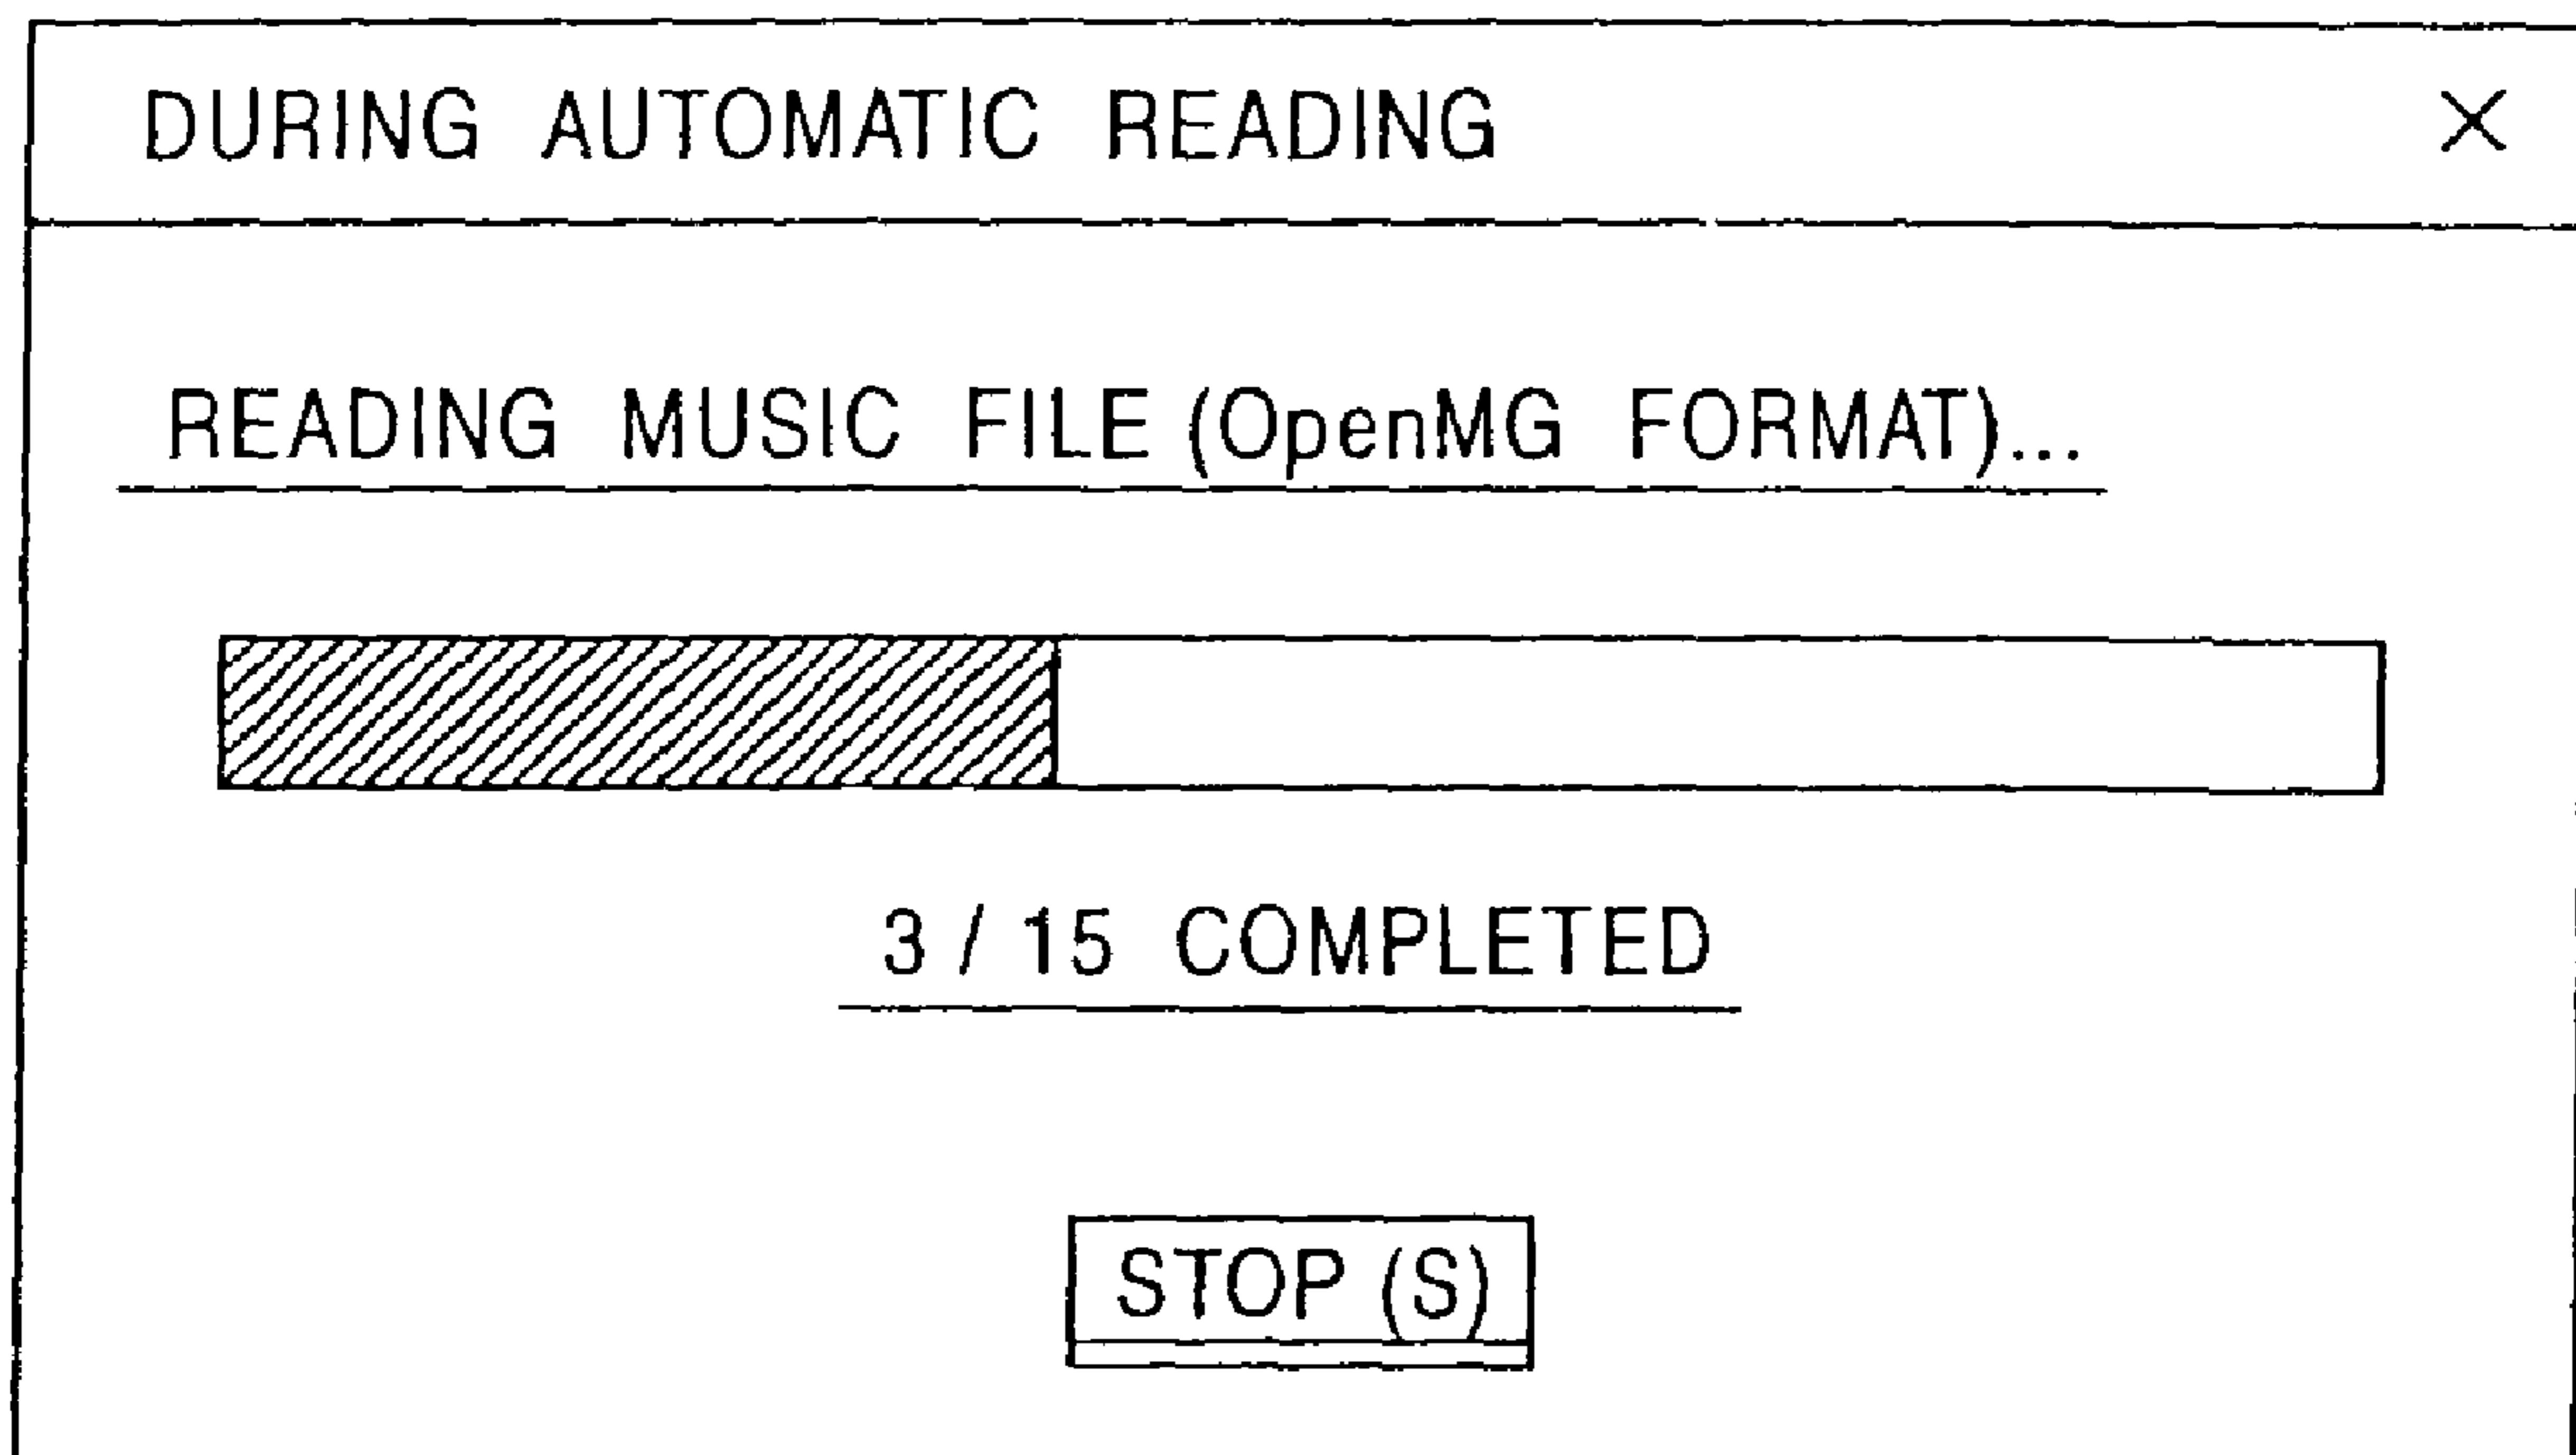 DURING AUTOMATIC READING ×
READING MUSIC FILE (OpenMG FORMAT)...
3 / 15 COMPLETED
STOP (S)